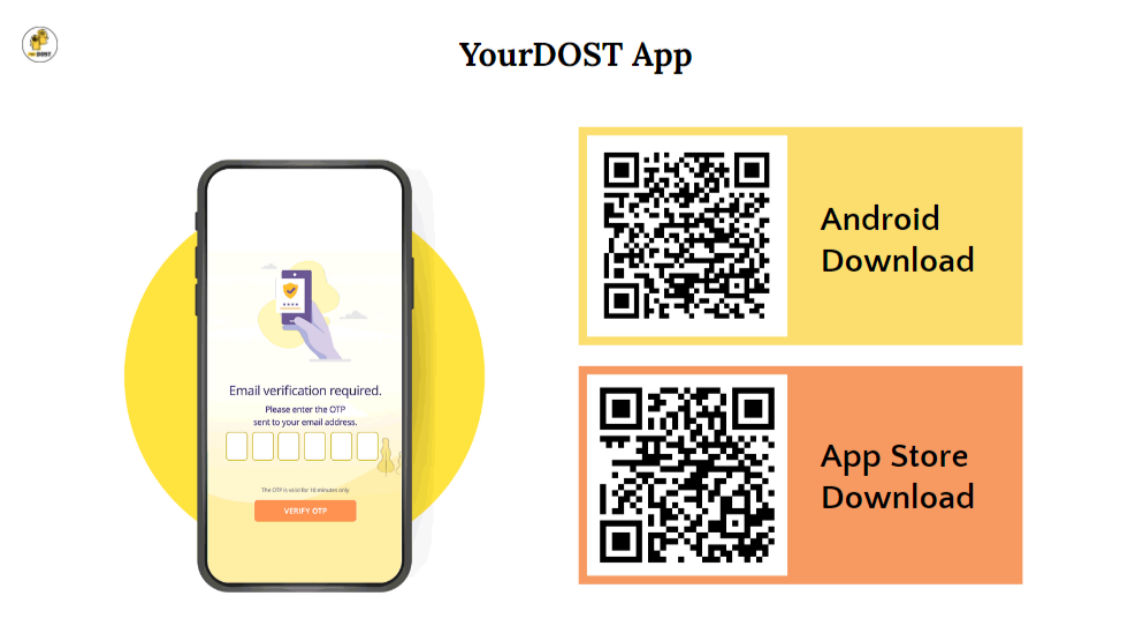 YourDOST App
Email verification required.
Please enter the OTP
sent to your email address.
The OTP is valid for 10 minutes only
VERIFY OTP
Android
Download
App Store
Download